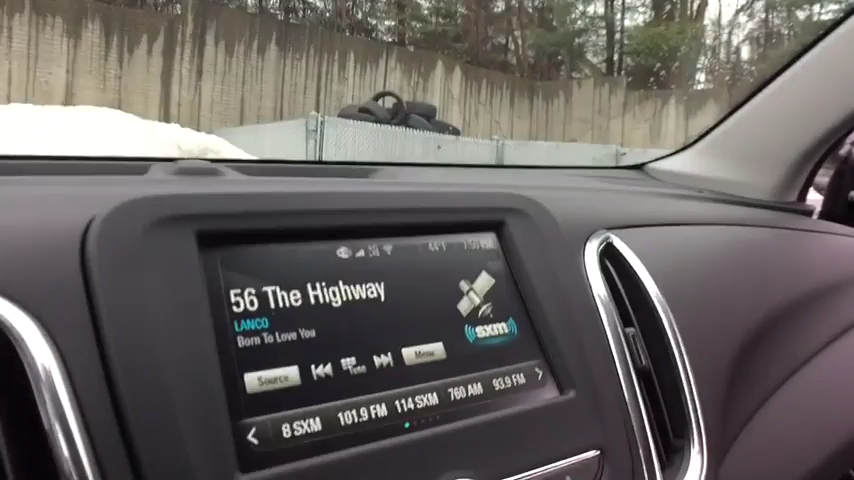 44°
56 The Highway
LANCO
Born To Love You
sxm
Source
Tune
Menu
8 SXM
101.9 FM
114 SXM
760 AM
93.9 FM